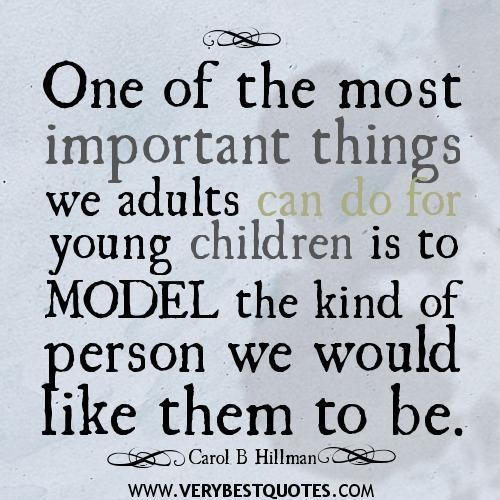 One of the most
important things
we adults can do for
young children is to
MODEL the kind of
person we would
like them to be.
Carol B Hillman
WWW.VERYBESTQUOTES.COM